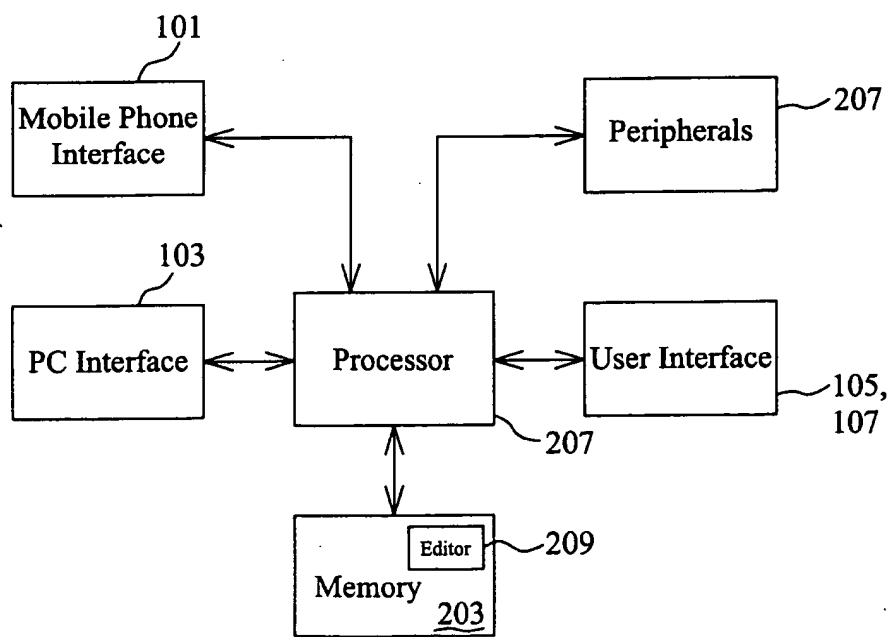 101
Mobile Phone
Interface
Peripherals
207
103
PC Interface
Processor
207
User Interface
105,
107
Editor
209
Memory
203